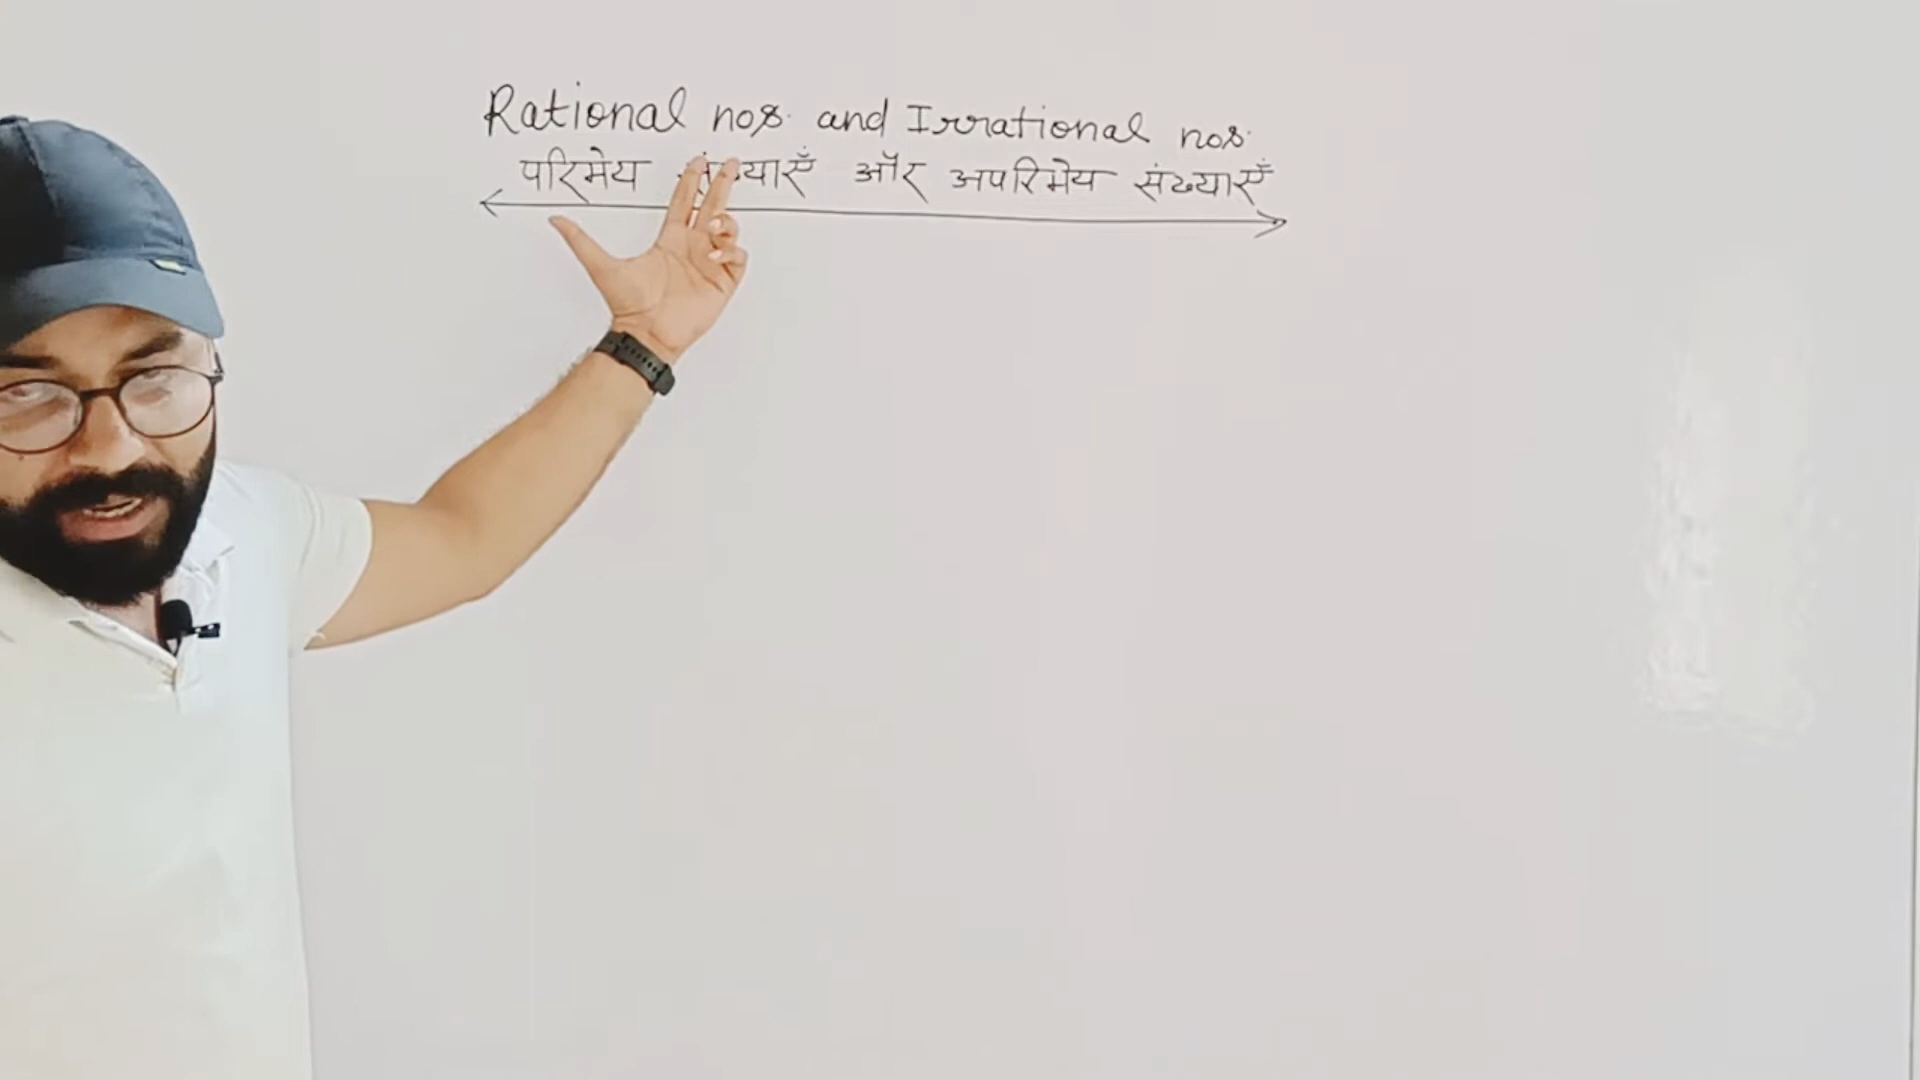 Rational nos. and Irrational nos.
परिमेय संख्याएँ और अपरिमेय संख्याएँ